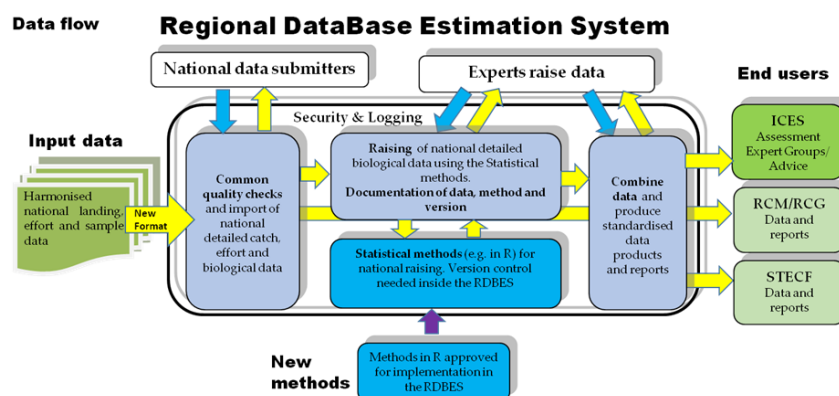 Data flow
Regional DataBase Estimation System
National data submitters
Experts raise data
End users
Security & Logging
Input data
Harmonised
national landing,
effort and sample
data
New
Format
Common
quality checks
and import of
national
detailed catch,
effort and
biological data
Raising of national detailed
biological data using the Statistical
methods.
Documentation of data, method and
version
Statistical methods (e.g. in R) for
national raising. Version control
needed inside the RDBES
Combine
data and
produce
standardised
data
products
and reports
ICES
Assessment
Expert Groups/
Advice
RCM/RCG
Data and
reports
STECF
Data and
reports
New
methods
Methods in R approved
for implementation in
the RDBES